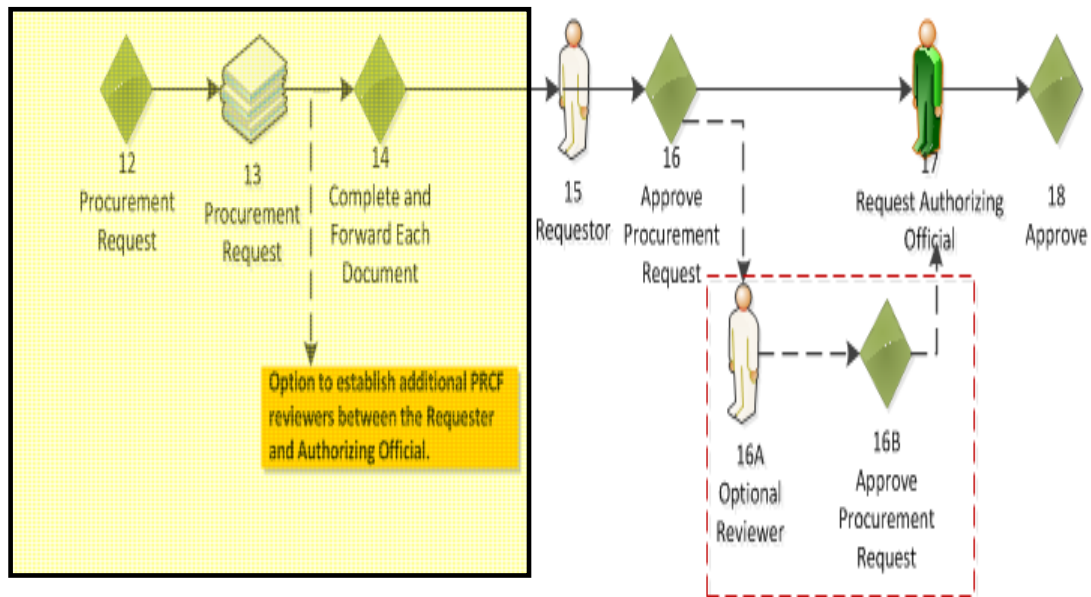 12
Procurement
Request
13
Procurement
Request
14
Complete and
Forward Each
Document
Option to establish additional PRCF
reviewers between the Requester
and Authorizing Official.
15
Requestor
16
Approve
Procurement
Request
17
Request Authorizing
Official
18
Approve
16A
Optional
Reviewer
16B
Approve
Procurement
Request